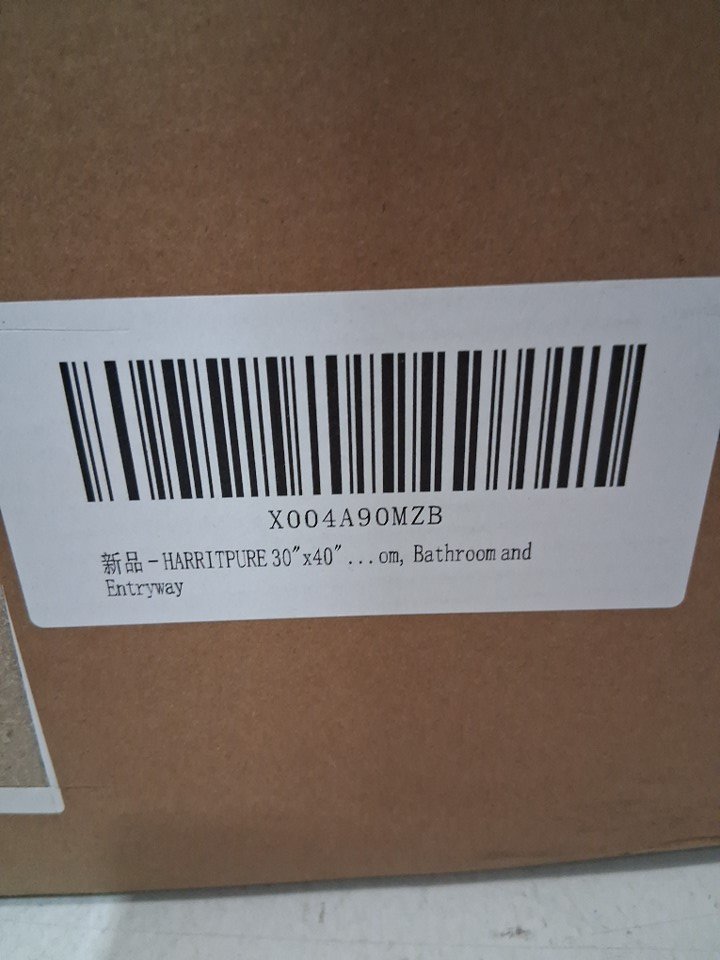 X004A90MZB
新品 - HARRITPURE 30"x40" ... om, Bathroom and
Entryway